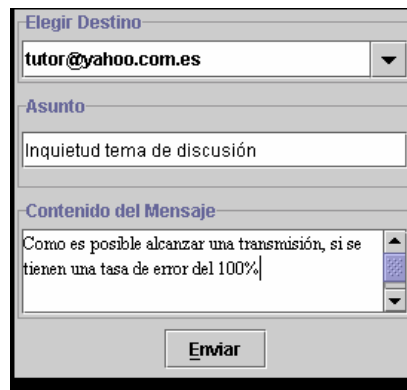 Elegir Destino
tutor@yahoo.com.es
Asunto
Inquietud tema de discusión
Contenido del Mensaje
Como es posible alcanzar una transmisión, si se
tienen una tasa de error del 100%
Enviar